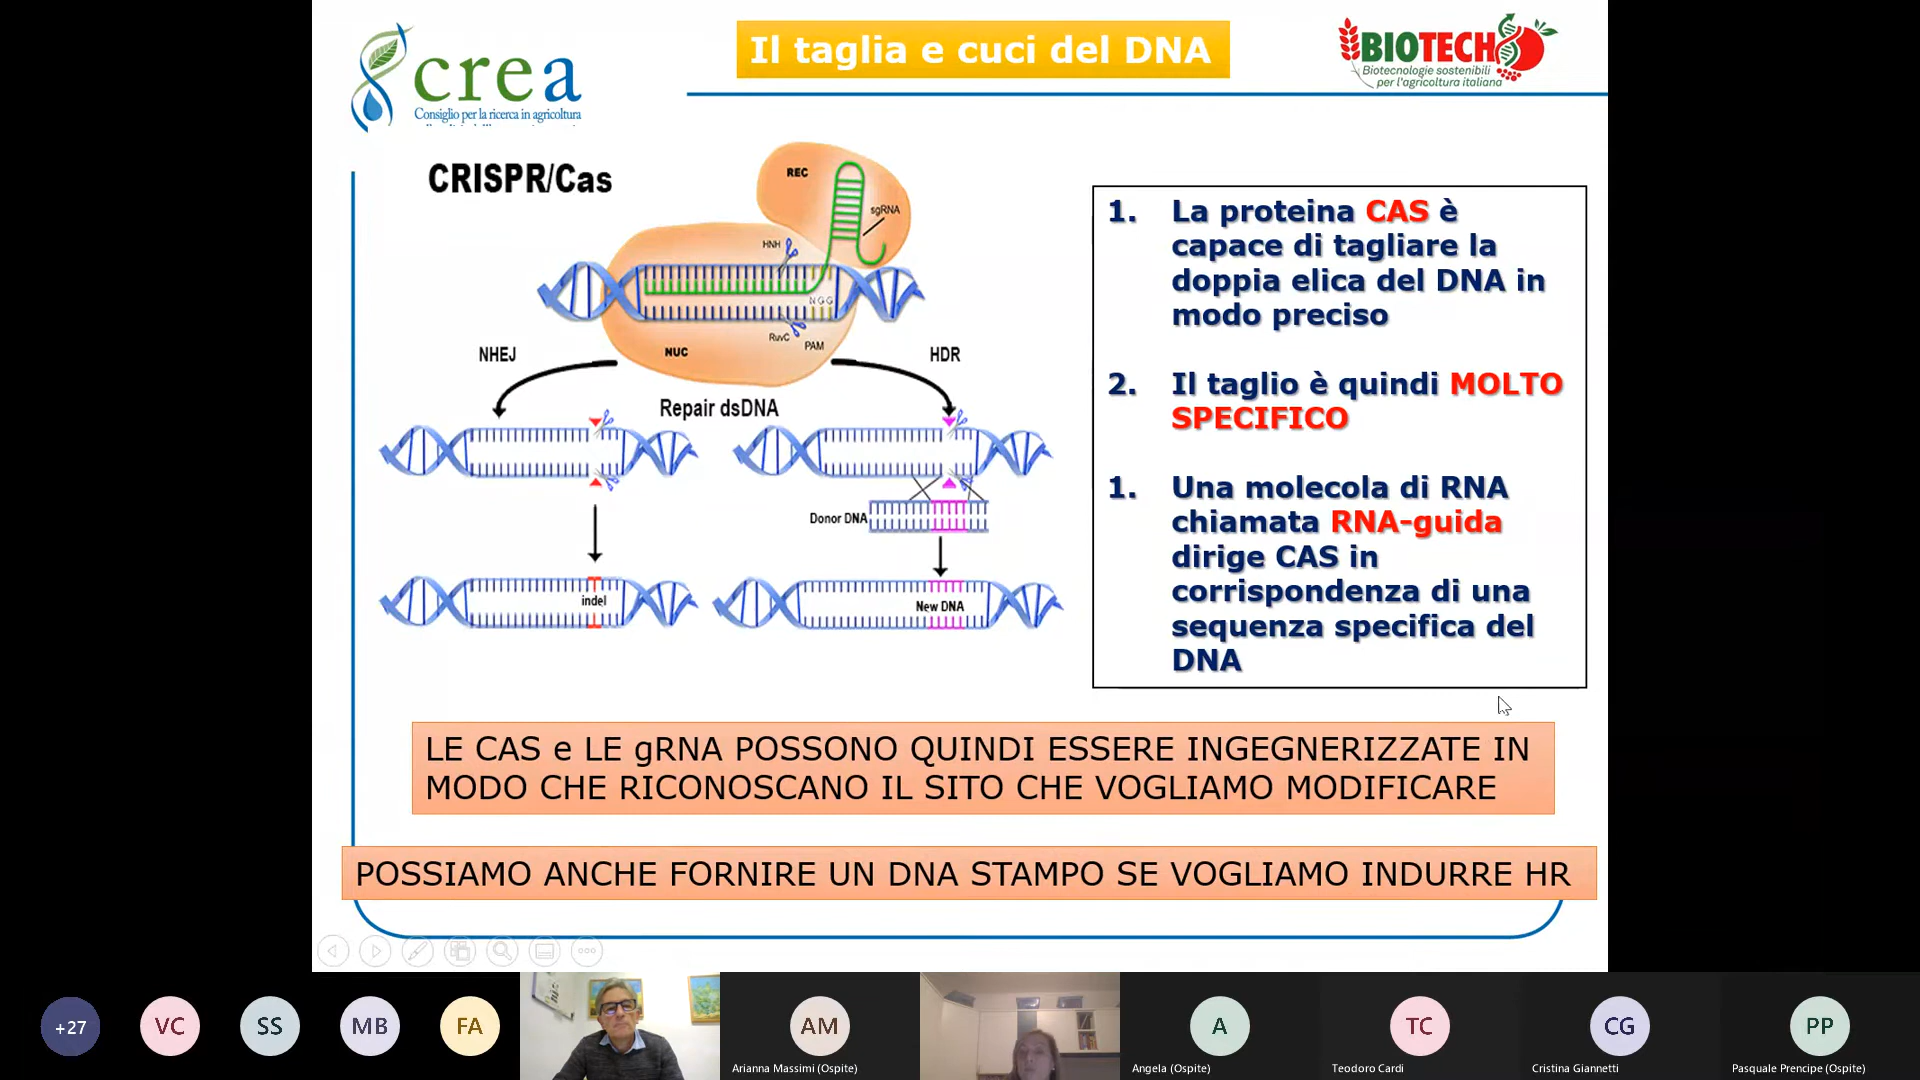 Il taglia e cuci del DNA
crea
Consiglio per la ricerca in agricoltura
BIOTECH
Biotecnologie sostenibili
per l'agricoltura italiana
CRISPR/Cas
REC
sgRNA
HNH
NGG
RuvC
PAM
NUC
NHEJ
HDR
Repair dsDNA
Donor DNA
indel
New DNA
1. La proteina CAS è
capace di tagliare la
doppia elica del DNA in
modo preciso
2. Il taglio è quindi MOLTO
SPECIFICO
1. Una molecola di RNA
chiamata RNA-guida
dirige CAS in
corrispondenza di una
sequenza specifica del
DNA
LE CAS e LE gRNA POSSONO QUINDI ESSERE INGEGNERIZZATE IN
MODO CHE RICONOSCANO IL SITO CHE VOGLIAMO MODIFICARE
POSSIAMO ANCHE FORNIRE UN DNA STAMPO SE VOGLIAMO INDURRE HR
+27
VC
SS
MB
FA
AM
Arianna Massimi (Ospite)
A
Angela (Ospite)
TC
Teodoro Cardi
CG
Cristina Giannetti
PP
Pasquale Prencipe (Ospite)